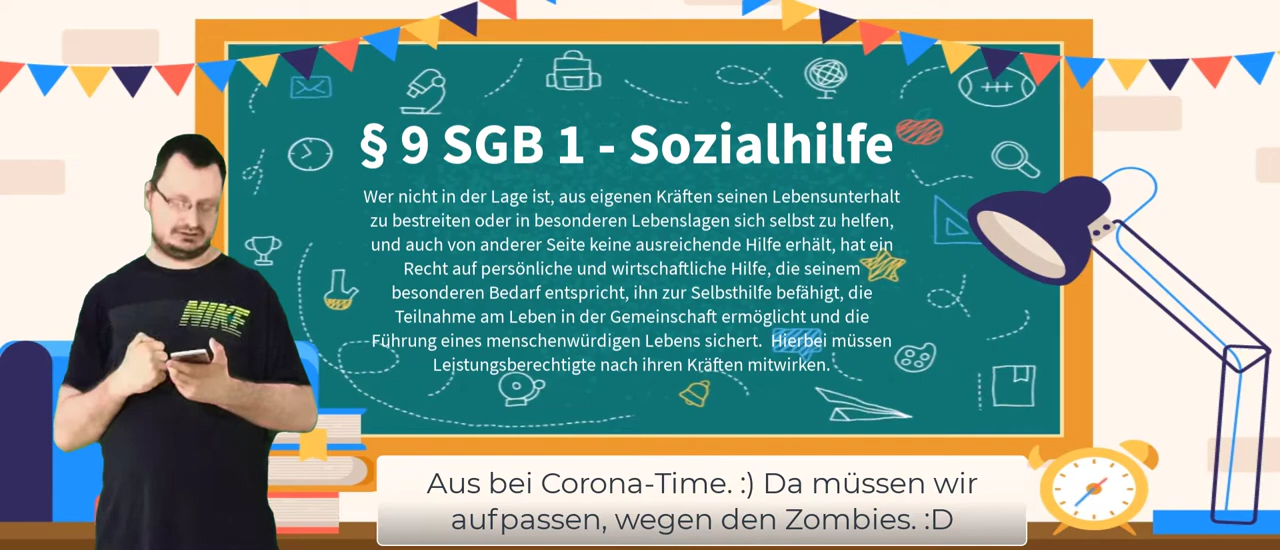 § 9 SGB 1 - Sozialhilfe
Wer nicht in der Lage ist, aus eigenen Kräften seinen Lebensunterhalt
zu bestreiten oder in besonderen Lebenslagen sich selbst zu helfen,
und auch von anderer Seite keine ausreichende Hilfe erhält, hat ein
Recht auf persönliche und wirtschaftliche Hilfe, die seinem
besonderen Bedarf entspricht, ihn zur Selbsthilfe befähigt, die
Teilnahme am Leben in der Gemeinschaft ermöglicht und die
Führung eines menschenwürdigen Lebens sichert. Hierbei müssen
Leistungsberechtigte nach ihren Kräften mitwirken.
NIKE
Aus bei Corona-Time. :) Da müssen wir
aufpassen, wegen den Zombies. :D